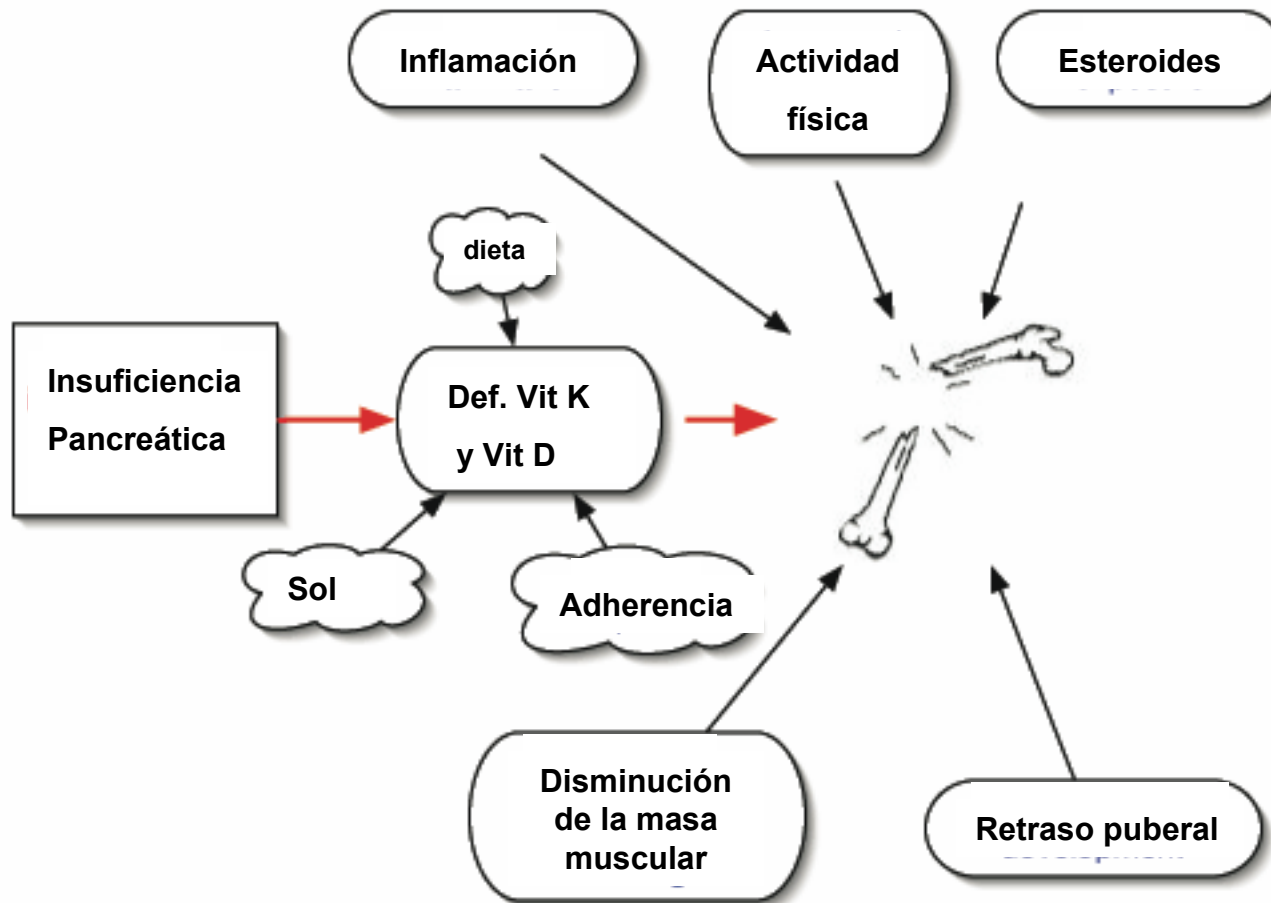 Inflamación
Actividad
física
Esteroides
dieta
Insuficiencia
Pancreática
Def. Vit K
y Vit D
Sol
Adherencia
Disminución
de la masa
muscular
Retraso puberal